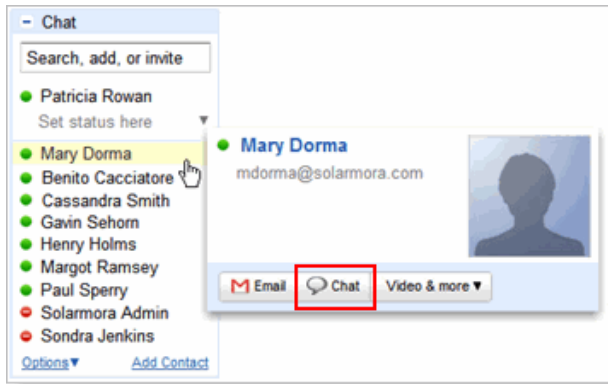 Chat
Search, add, or invite
Patricia Rowan
Set status here
Mary Dorma
Benito Cacciatore
Cassandra Smith
Gavin Sehorn
Henry Holms
Margot Ramsey
Paul Sperry
Solarmora Admin
Sondra Jenkins
Options▼ Add Contact
Mary Dorma
mdorma@solarmora.com
Email Chat Video & more ▼